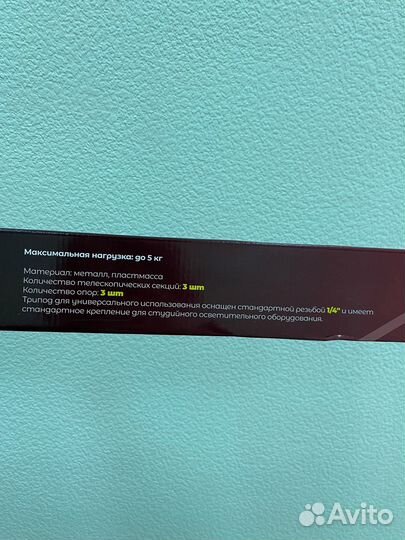 Максимальная нагрузка: до 5 кг
Материал: металл, пластмасса
Количество телескопических секций: 3 шт
Количество опор: 3 шт
Трипод для универсального использования оснащен стандартной резьбой 1/4" и имеет
стандартное крепление для студийного осветительного оборудования.
Avito